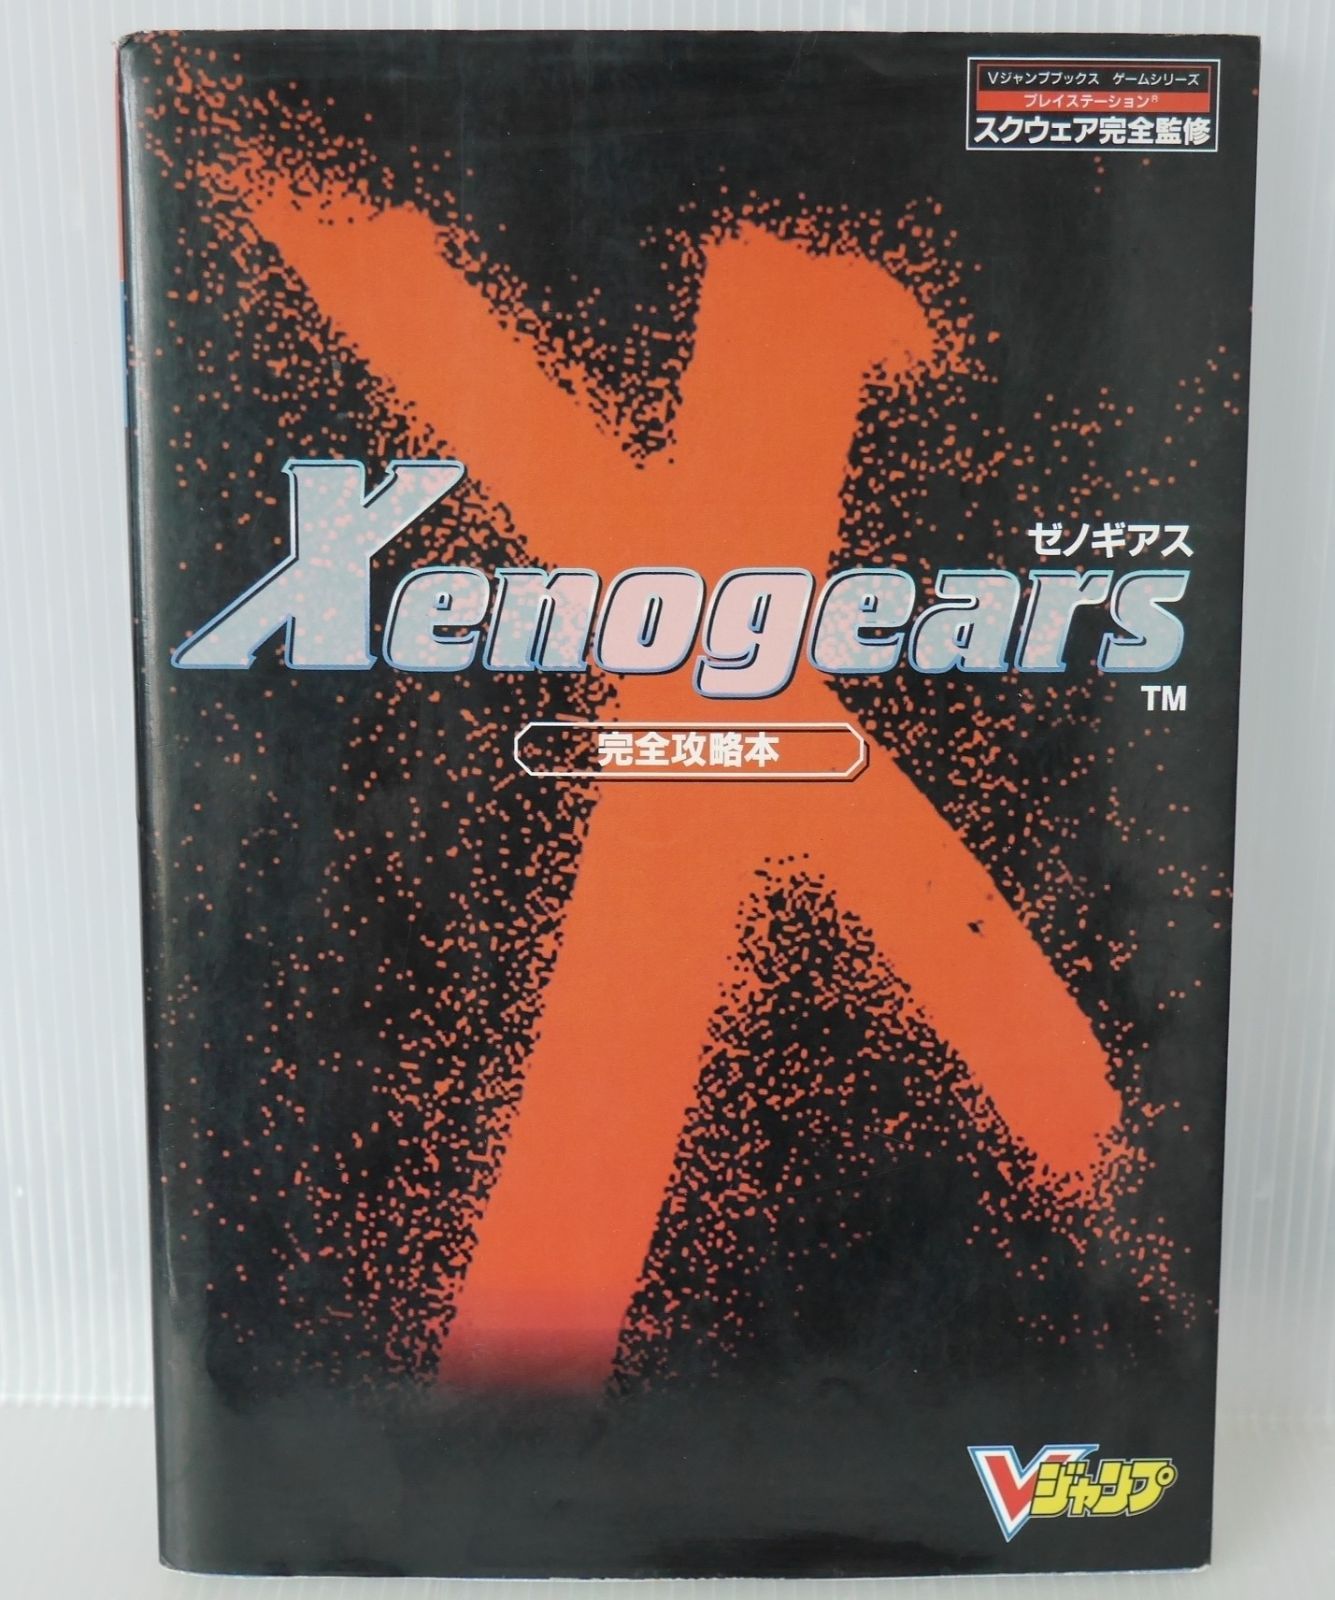 Vジャンプブックス ゲームシリーズ
プレイステーション®
スクウェア完全監修
ゼノギアス
Xenogears
TM
完全攻略本
Vジャンプ